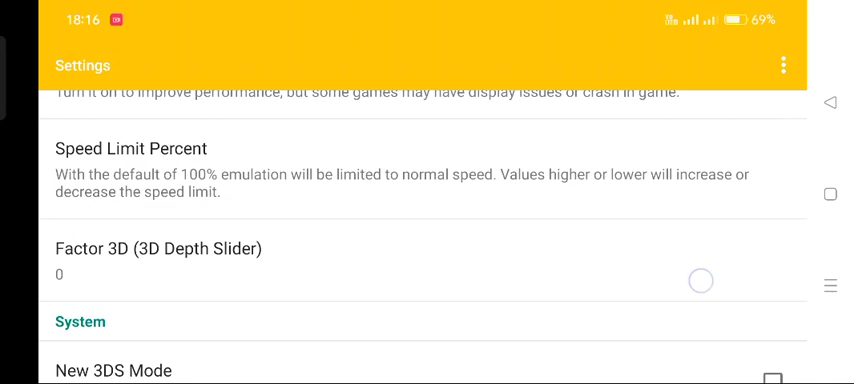 18:16
69%
Settings
Turn it on to improve performance, but some games may have display issues or crash in game.
Speed Limit Percent
With the default of 100% emulation will be limited to normal speed. Values higher or lower will increase or
decrease the speed limit.
Factor 3D (3D Depth Slider)
0
System
New 3DS Mode